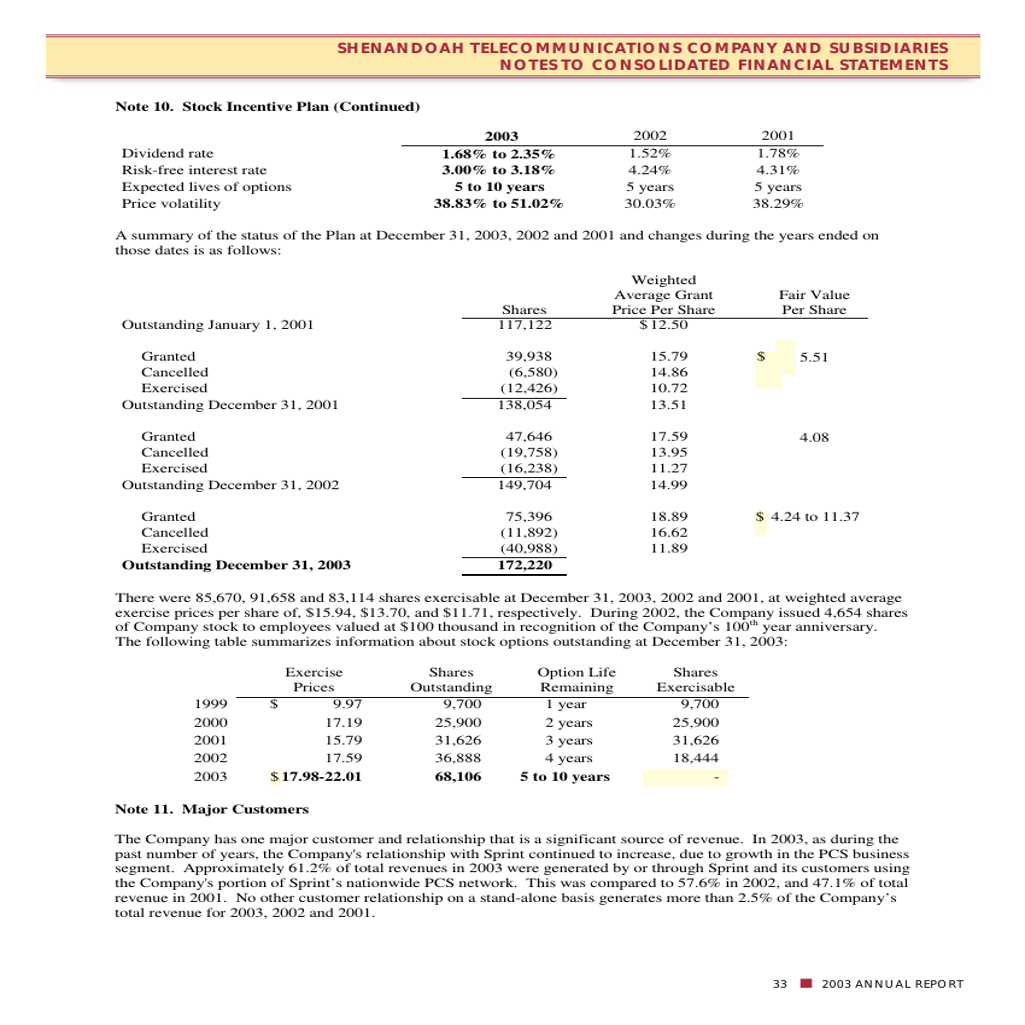 SHENANDOAH TELECOMMUNICATIONS COMPANY AND SUBSIDIARIES
NOTES TO CONSOLIDATED FINANCIAL STATEMENTS
Note 10. Stock Incentive Plan (Continued)
2003 2002 2001
Dividend rate 1.68% to 2.35% 1.52% 1.78%
Risk-free interest rate 3.00% to 3.18% 4.24% 4.31%
Expected lives of options 5 to 10 years 5 years 5 years
Price volatility 38.83% to 51.02% 30.03% 38.29%
A summary of the status of the Plan at December 31, 2003, 2002 and 2001 and changes during the years ended on
those dates is as follows:
Weighted
Average Grant Fair Value
Shares Price Per Share Per Share
Outstanding January 1, 2001 117,122 $ 12.50
Granted 39,938 15.79 $ 5.51
Cancelled (6,580) 14.86
Exercised (12,426) 10.72
Outstanding December 31, 2001 138,054 13.51
Granted 47,646 17.59 4.08
Cancelled (19,758) 13.95
Exercised (16,238) 11.27
Outstanding December 31, 2002 149,704 14.99
Granted 75,396 18.89 $ 4.24 to 11.37
Cancelled (11,892) 16.62
Exercised (40,988) 11.89
Outstanding December 31, 2003 172,220
There were 85,670, 91,658 and 83,114 shares exercisable at December 31, 2003, 2002 and 2001, at weighted average
exercise prices per share of, $15.94, $13.70, and $11.71, respectively. During 2002, the Company issued 4,654 shares
of Company stock to employees valued at $100 thousand in recognition of the Company's 100th year anniversary.
The following table summarizes information about stock options outstanding at December 31, 2003:
Exercise Shares Option Life Shares
Prices Outstanding Remaining Exercisable
1999 $ 9.97 9,700 1 year 9,700
2000 17.19 25,900 2 years 25,900
2001 15.79 31,626 3 years 31,626
2002 17.59 36,888 4 years 18,444
2003 $ 17.98-22.01 68,106 5 to 10 years -
Note 11. Major Customers
The Company has one major customer and relationship that is a significant source of revenue. In 2003, as during the
past number of years, the Company's relationship with Sprint continued to increase, due to growth in the PCS business
segment. Approximately 61.2% of total revenues in 2003 were generated by or through Sprint and its customers using
the Company's portion of Sprint's nationwide PCS network. This was compared to 57.6% in 2002, and 47.1% of total
revenue in 2001. No other customer relationship on a stand-alone basis generates more than 2.5% of the Company's
total revenue for 2003, 2002 and 2001.
33 ■ 2003 ANNUAL REPORT